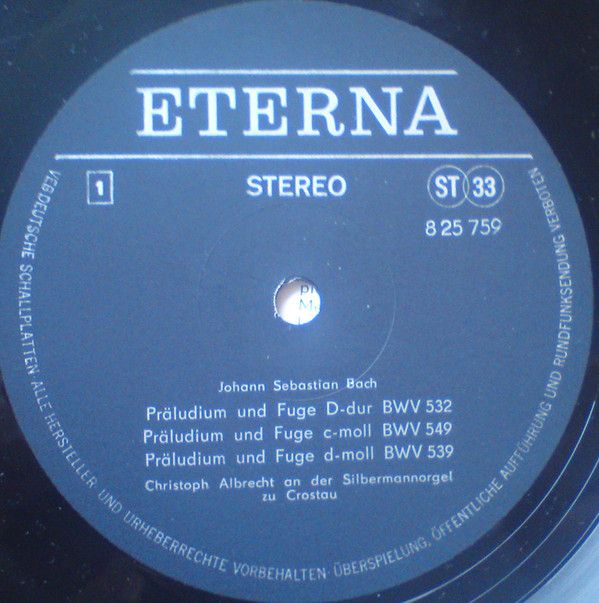 ETERNA
1 STEREO ST 33
8 25 759
Johann Sebastian Bach
Präludium und Fuge D-dur BWV 532
Präludium und Fuge c-moll BWV 549
Präludium und Fuge d-moll BWV 539
Christoph Albrecht an der Silbermannorgel
zu Crostau
VEB DEUTSCHE SCHALLPLATTEN · ALLE HERSTELLER- UND URHEBERRECHTE VORBEHALTEN · ÜBERSPIELUNG, ÖFFENTLICHE AUFFÜHRUNG UND RUNDFUNKSENDUNG VERBOTEN